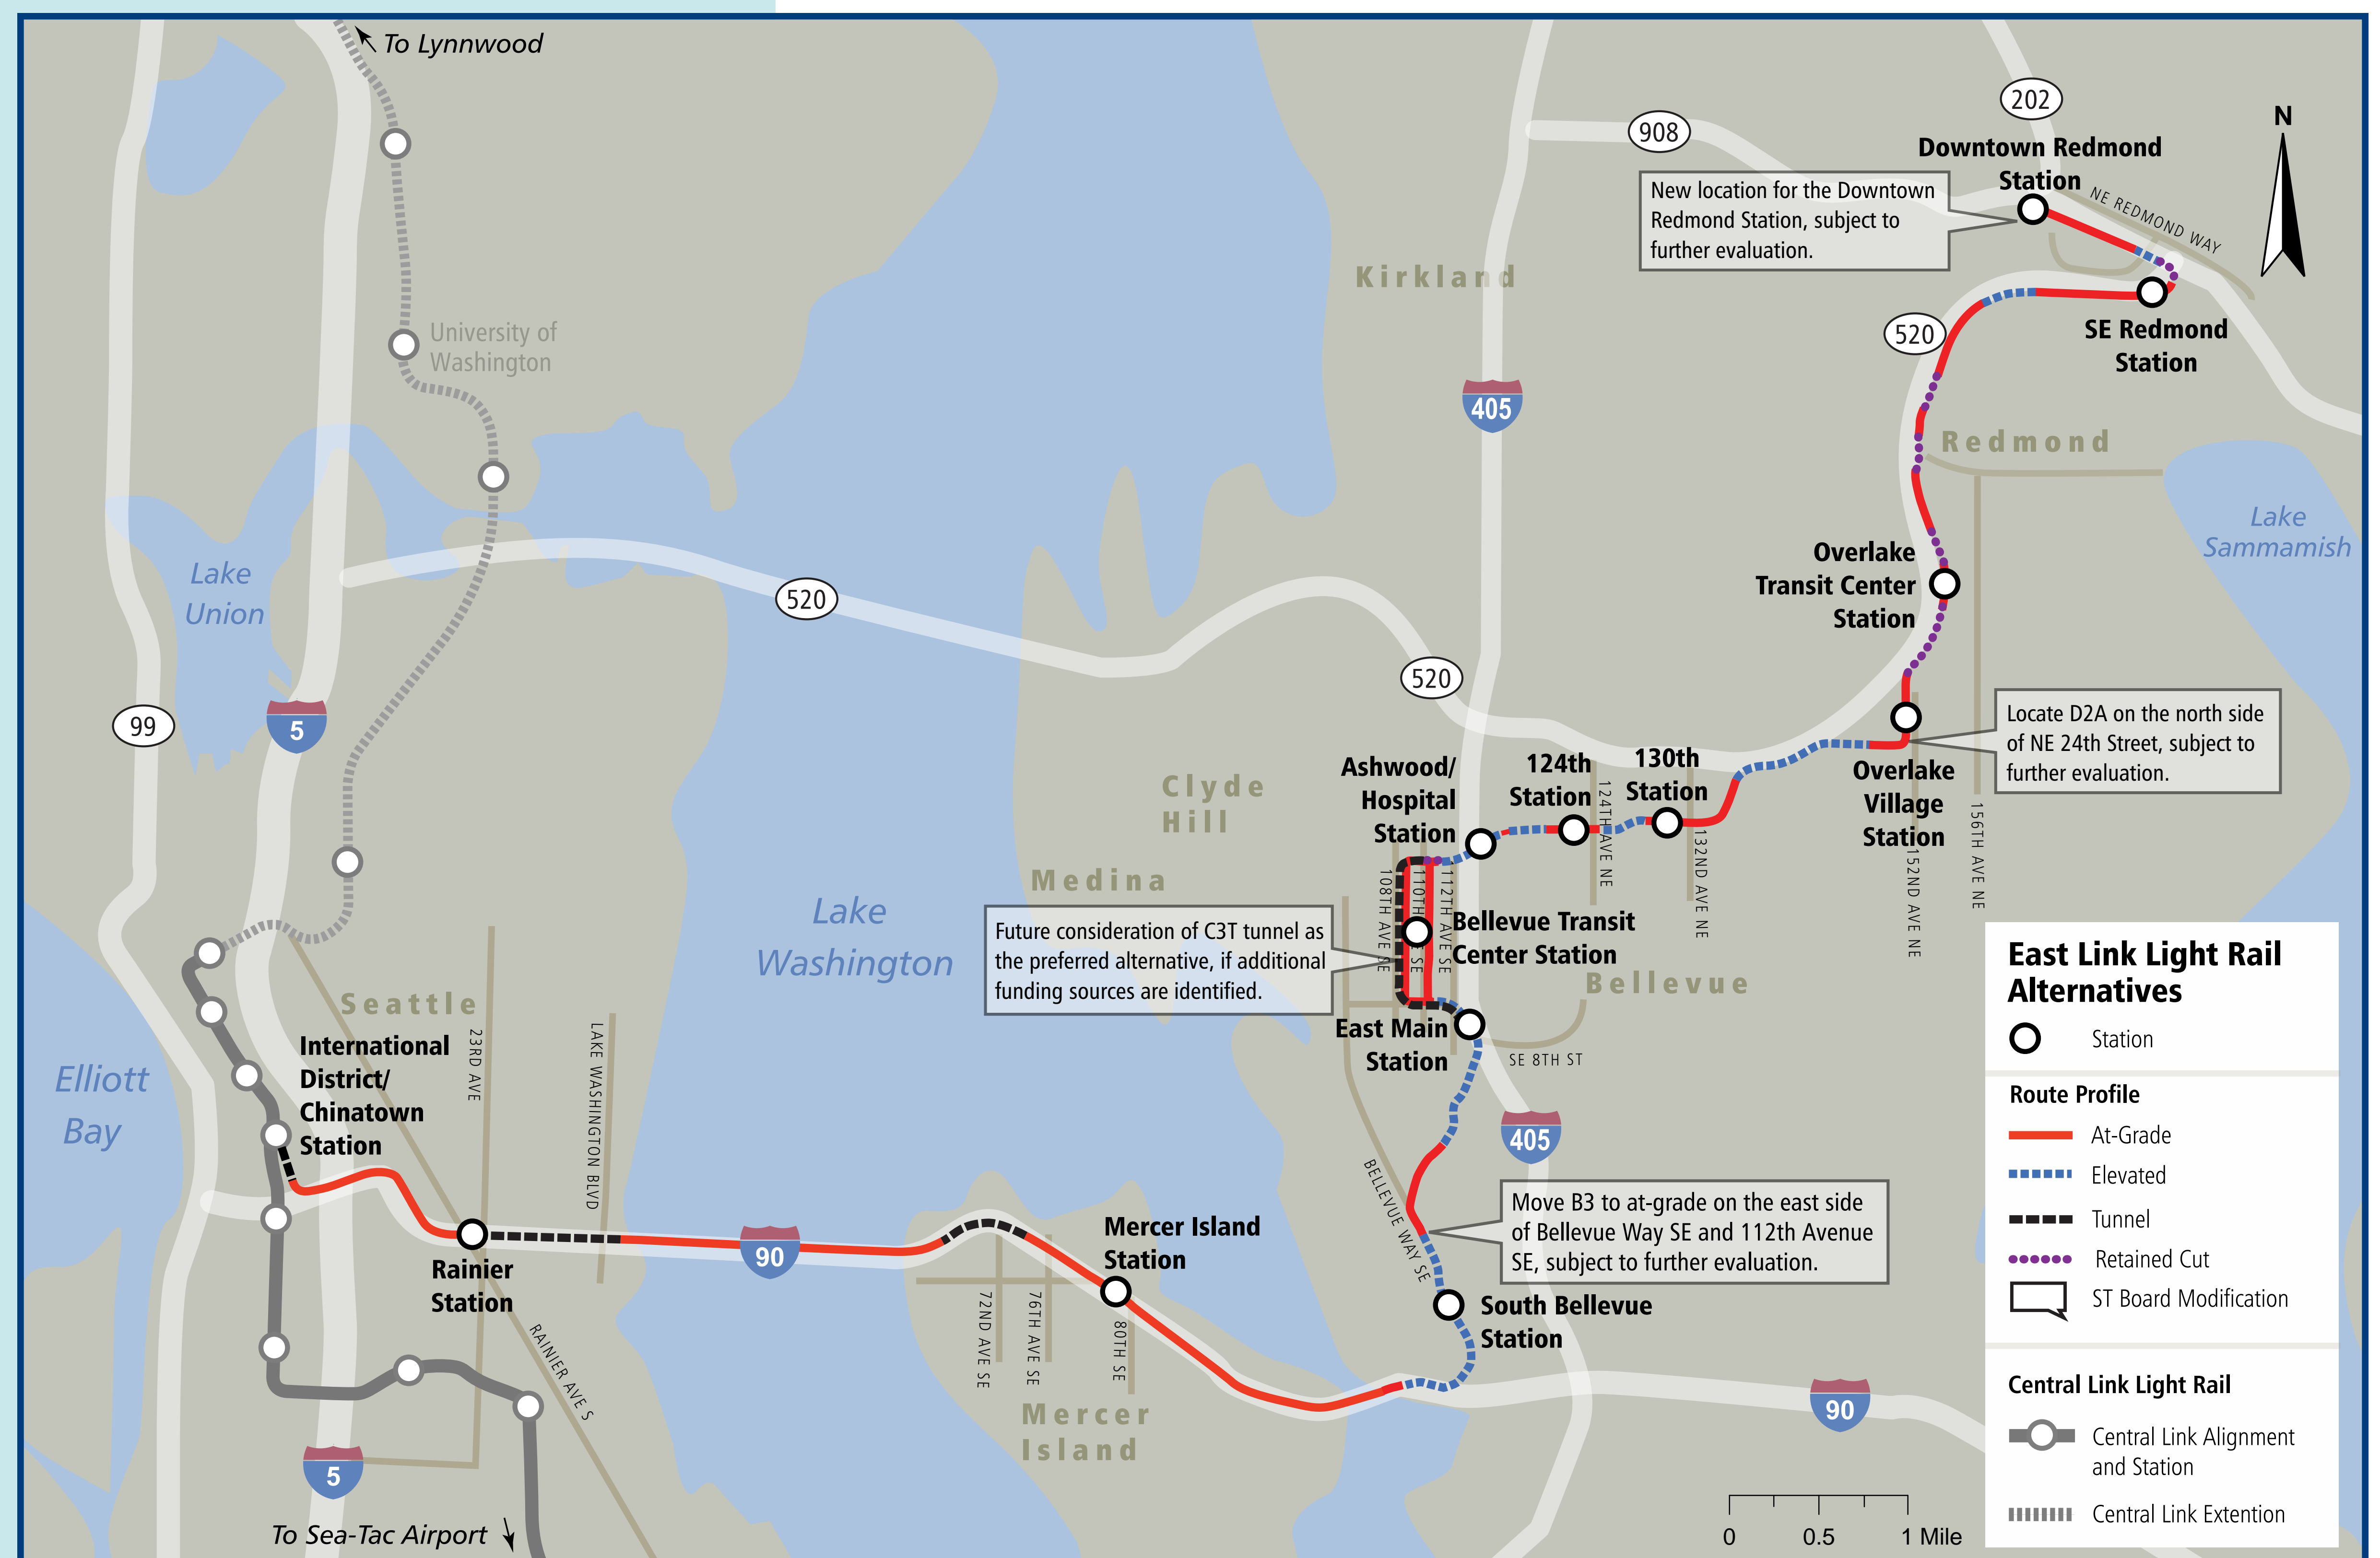 To Lynnwood
University of
Washington
Lake
Union
99
5
520
Kirkland
405
908
202
Downtown Redmond
Station
New location for the Downtown
Redmond Station, subject to
further evaluation.
NE REDMOND WAY
N
520
SE Redmond
Station
Redmond
Lake
Sammamish
Overlake
Transit Center
Station
520
Locate D2A on the north side
of NE 24th Street, subject to
further evaluation.
Overlake
Village
Station
152ND AVE NE
156TH AVE NE
Clyde
Hill
Medina
Ashwood/
Hospital
Station
124th
Station
130th
Station
124TH AVE NE
132ND AVE NE
108TH AVE SE
110TH AVE SE
112TH AVE SE
Bellevue Transit
Center Station
Bellevue
Future consideration of C3T tunnel as
the preferred alternative, if additional
funding sources are identified.
East Main
Station
SE 8TH ST
405
Lake
Washington
Seattle
Elliott
Bay
International
District/
Chinatown
Station
23RD AVE
LAKE WASHINGTON BLVD
Rainier
Station
RAINIER AVE S
90
Mercer Island
Station
72ND AVE SE
76TH AVE SE
80TH SE
Mercer
Island
BELLEVUE WAY SE
Move B3 to at-grade on the east side
of Bellevue Way SE and 112th Avenue
SE, subject to further evaluation.
South Bellevue
Station
90
5
To Sea-Tac Airport
0 0.5 1 Mile
East Link Light Rail
Alternatives
Station
Route Profile
At-Grade
Elevated
Tunnel
Retained Cut
ST Board Modification
Central Link Light Rail
Central Link Alignment
and Station
Central Link Extention